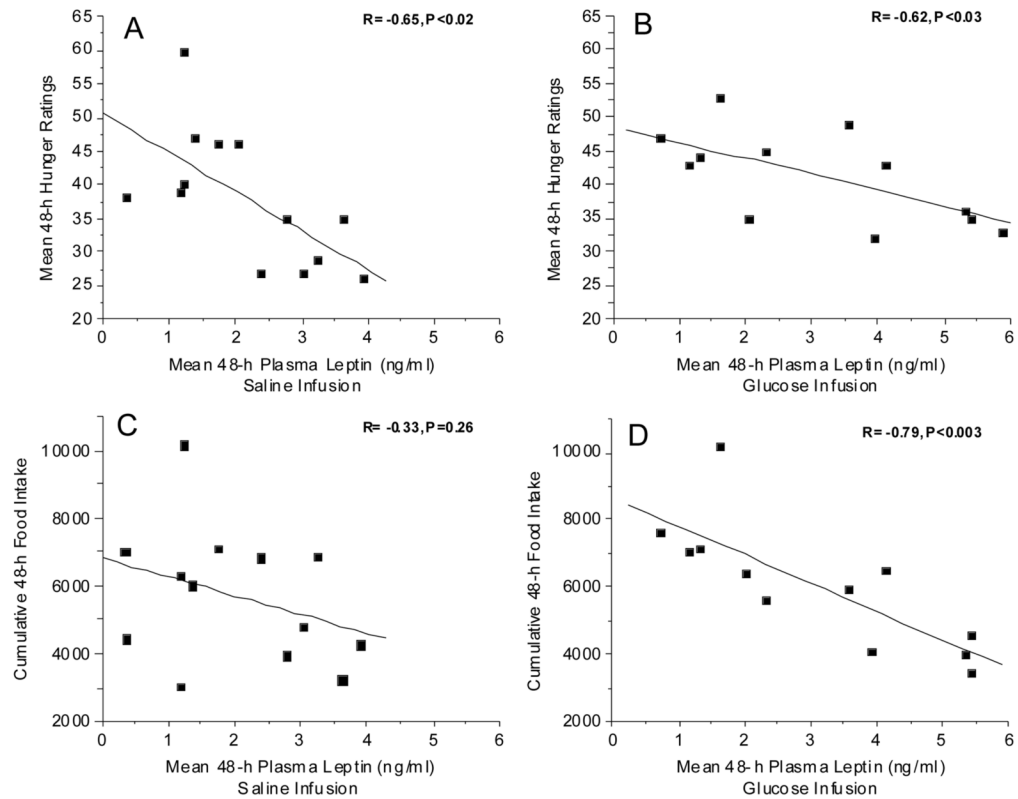 A
R= -0.65, P<0.02
65
60
55
50
45
40
35
30
25
20
Mean 48-h Hunger Ratings
0 1 2 3 4 5 6
Mean 48-h Plasma Leptin (ng/ml)
Saline Infusion
B
R= -0.62, P<0.03
65
60
55
50
45
40
35
30
25
20
Mean 48-h Hunger Ratings
0 1 2 3 4 5 6
Mean 48-h Plasma Leptin (ng/ml)
Glucose Infusion
C
R= -0.33, P=0.26
10000
8000
6000
4000
2000
Cumulative 48-h Food Intake
0 1 2 3 4 5 6
Mean 48-h Plasma Leptin (ng/ml)
Saline Infusion
D
R= -0.79, P<0.003
10000
8000
6000
4000
2000
Cumulative 48-h Food Intake
0 1 2 3 4 5 6
Mean 48-h Plasma Leptin (ng/ml)
Glucose Infusion